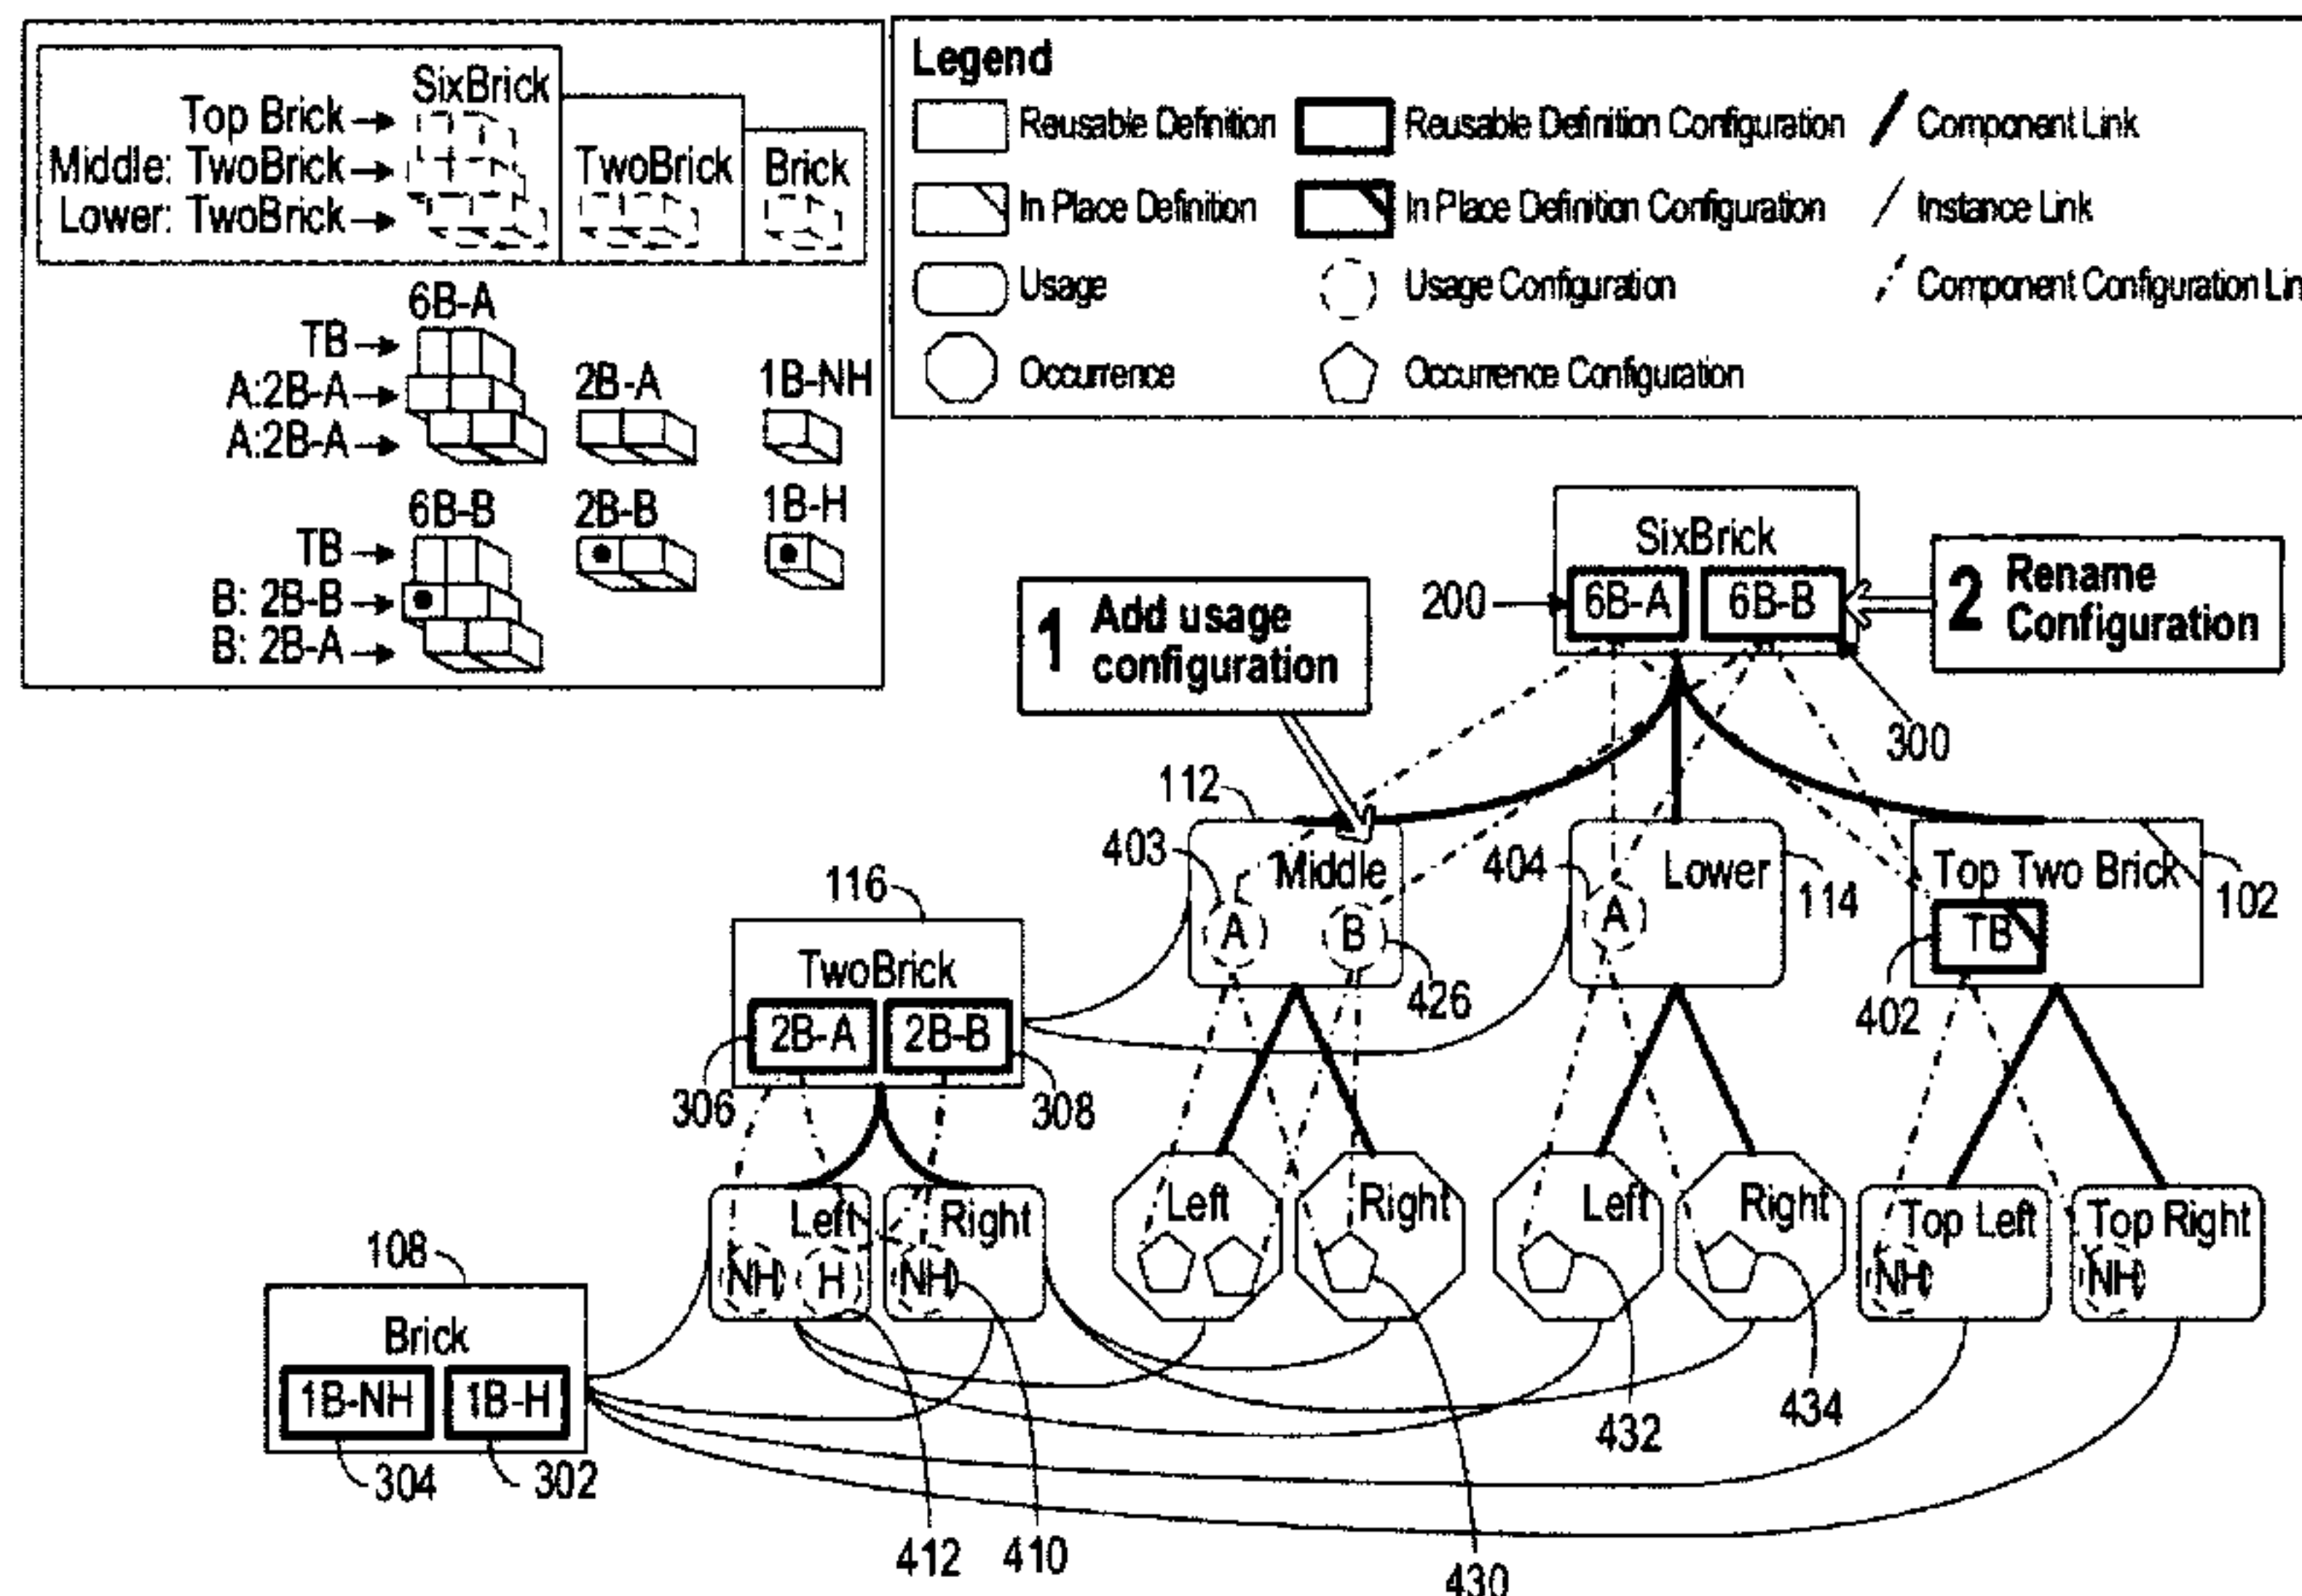 SixBrick
Top Brick
Middle: TwoBrick
Lower: TwoBrick
TwoBrick
Brick
6B-A
TB
A:2B-A
A:2B-A
2B-A
1B-NH
6B-B
TB
B: 2B-B
B: 2B-A
2B-B
1B-H
Legend
Reusable Definition
Reusable Definition Configuration
Component Link
In Place Definition
In Place Definition Configuration
Instance Link
Usage
Usage Configuration
Component Configuration Lin
Occurrence
Occurrence Configuration
SixBrick
6B-A
6B-B
200
300
1 Add usage
configuration
2 Rename
Configuration
112
403
Middle
A
B
426
404
Lower
A
114
Top Two Brick
TB
102
402
116
TwoBrick
2B-A
2B-B
306
308
Left
NH
H
Right
NH
Left
Right
Left
Right
Top Left
NH
Top Right
NH
108
Brick
1B-NH
1B-H
304
302
412
410
430
432
434